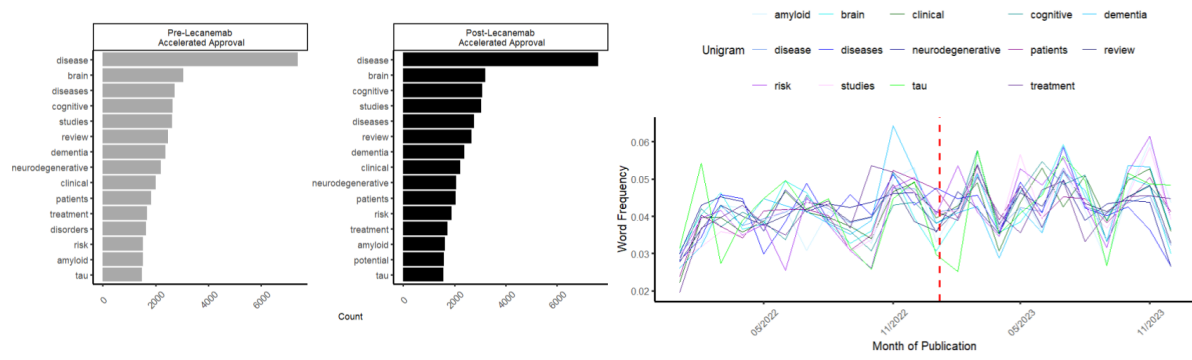 Pre-Lecanemab
Accelerated Approval
disease
brain
diseases
cognitive
studies
review
dementia
neurodegenerative
clinical
patients
treatment
disorders
risk
amyloid
tau
0
2000
4000
6000
Post-Lecanemab
Accelerated Approval
disease
brain
cognitive
studies
diseases
review
dementia
clinical
neurodegenerative
patients
risk
treatment
amyloid
potential
tau
0
2000
4000
6000
Count
amyloid brain clinical cognitive dementia
Unigram disease diseases neurodegenerative patients review
risk studies tau treatment
Word Frequency
0.06
0.05
0.04
0.03
0.02
05/2022
11/2022
05/2023
11/2023
Month of Publication